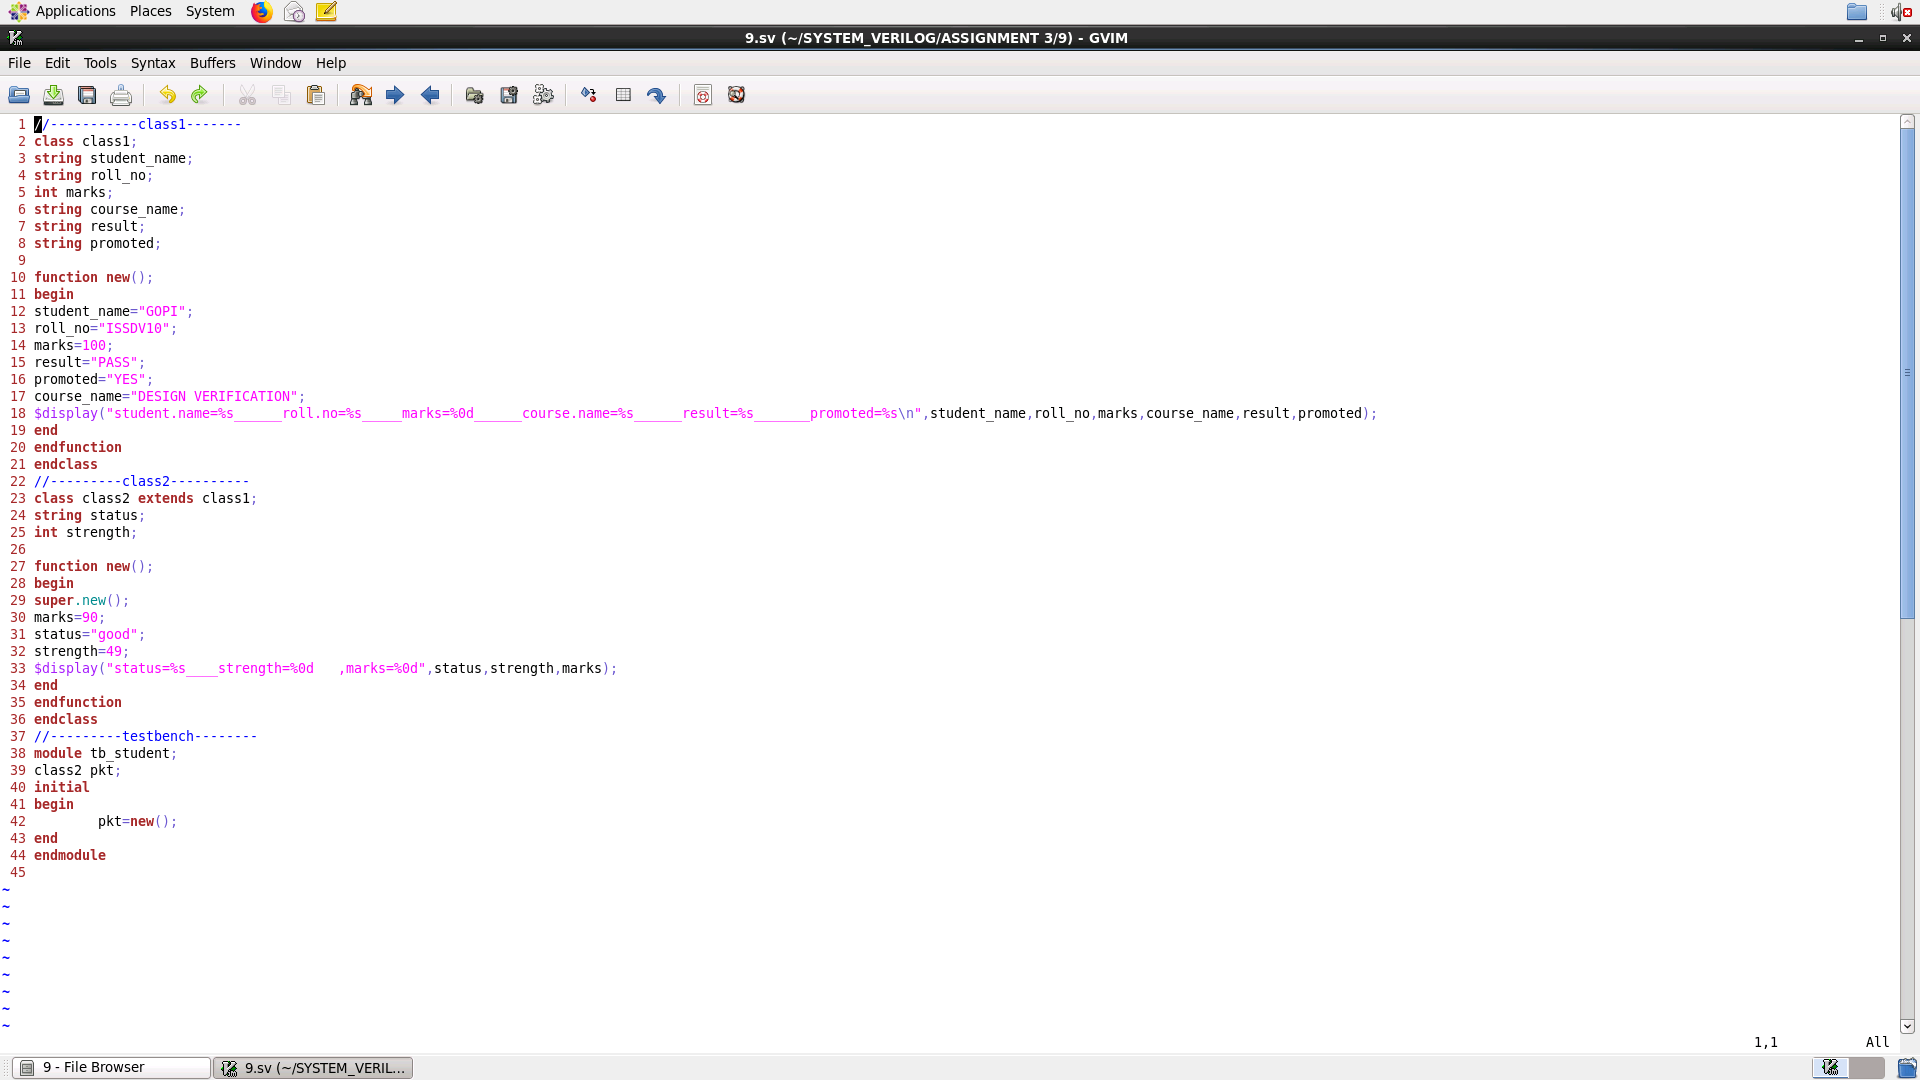 Applications Places System
9.sv (~/SYSTEM_VERILOG/ASSIGNMENT 3/9) - GVIM
File Edit Tools Syntax Buffers Window Help
1 //-----------class1-------
2 class class1;
3 string student_name;
4 string roll_no;
5 int marks;
6 string course_name;
7 string result;
8 string promoted;
9
10 function new();
11 begin
12 student_name="GOPI";
13 roll_no="ISSDV10";
14 marks=100;
15 result="PASS";
16 promoted="YES";
17 course_name="DESIGN VERIFICATION";
18 $display("student.name=%s______roll.no=%s_____marks=%0d______course.name=%s______result=%s_______promoted=%s\n",student_name,roll_no,marks,course_name,result,promoted);
19 end
20 endfunction
21 endclass
22 //---------class2----------
23 class class2 extends class1;
24 string status;
25 int strength;
26
27 function new();
28 begin
29 super.new();
30 marks=90;
31 status="good";
32 strength=49;
33 $display("status=%s____strength=%0d   ,marks=%0d",status,strength,marks);
34 end
35 endfunction
36 endclass
37 //---------testbench--------
38 module tb_student;
39 class2 pkt;
40 initial
41 begin
42         pkt=new();
43 end
44 endmodule
45
~
~
~
~
~
~
~
~
~
1,1 All
9 - File Browser 9.sv (~/SYSTEM_VERIL...